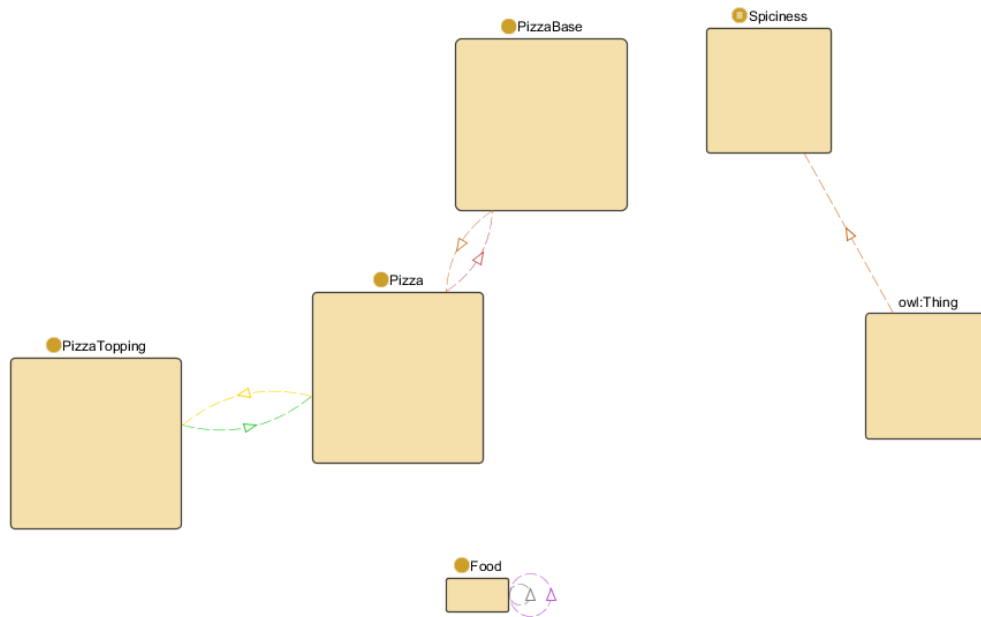 Spiciness
PizzaBase
Pizza
owl:Thing
PizzaTopping
Food